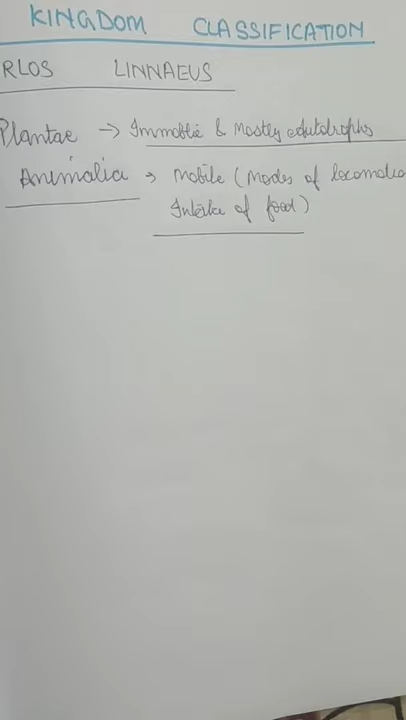 KINGDOM CLASSIFICATION
RLOS LINNAEUS
Plantae → Immobile & Mostly autotrophs
Animalia → Mobile (Modes of locomotio
Intake of food)